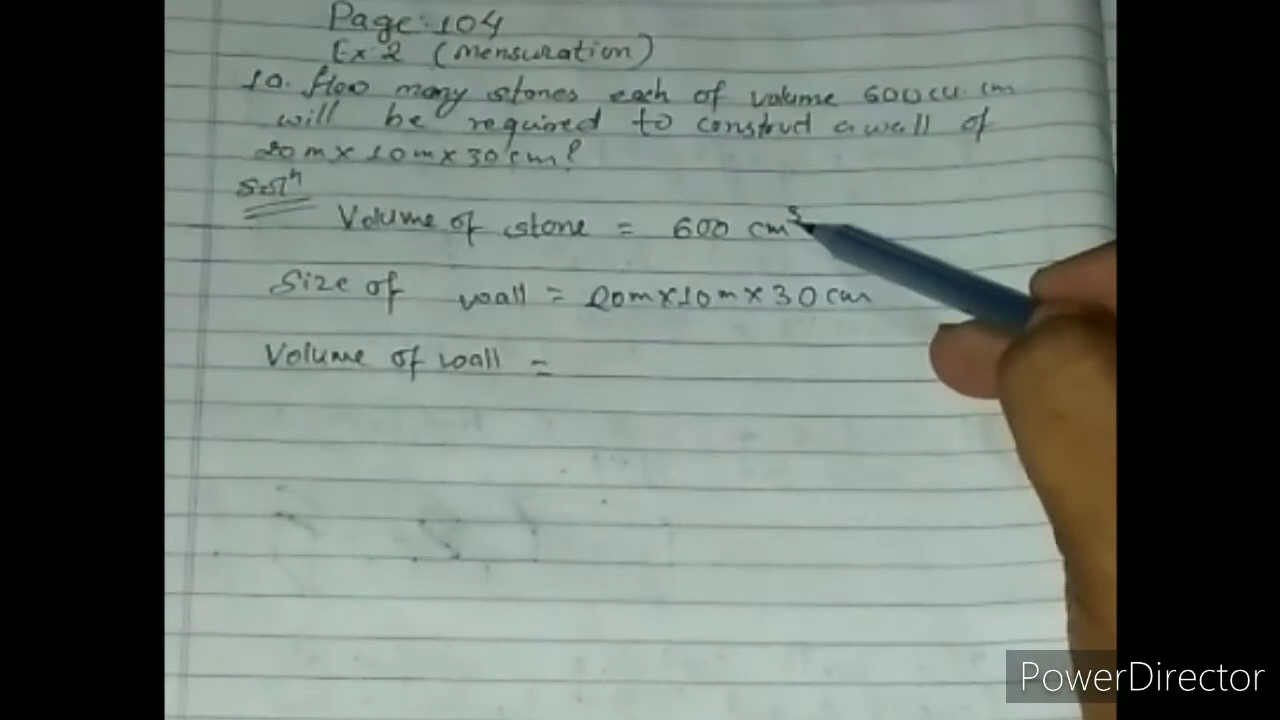 Page: 104
Ex: 2 (Mensuration)
10. How many stones each of volume 600 cu cm
will be required to construct a wall of
20m x 10m x 30 cm?
Solⁿ
Volume of stone = 600 cm³
Size of wall = 20m x 10m x 30 cm
Volume of wall =
PowerDirector